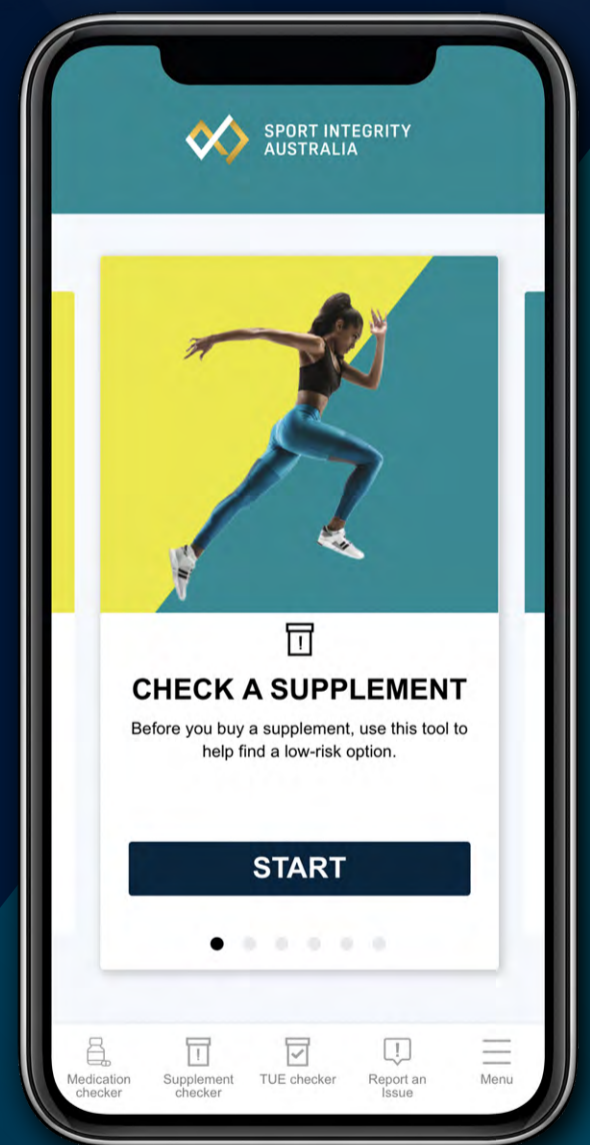 SPORT INTEGRITY
AUSTRALIA
CHECK A SUPPLEMENT
Before you buy a supplement, use this tool to
help find a low-risk option.
START
Medication
checker
Supplement
checker
TUE checker
Report an
Issue
Menu